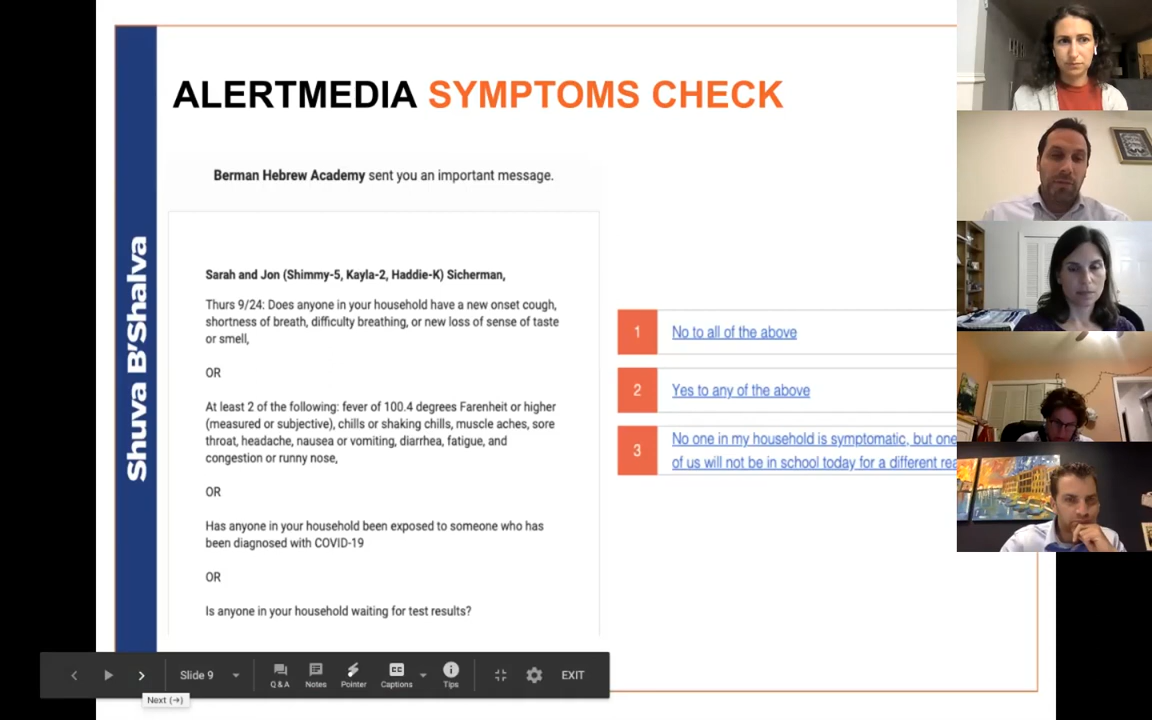 ALERTMEDIA SYMPTOMS CHECK
Shuva B'Shalva
Berman Hebrew Academy sent you an important message.
Sarah and Jon (Shimmy-5, Kayla-2, Haddie-K) Sicherman,
Thurs 9/24: Does anyone in your household have a new onset cough,
shortness of breath, difficulty breathing, or new loss of sense of taste
or smell,
OR
At least 2 of the following: fever of 100.4 degrees Farenheit or higher
(measured or subjective), chills or shaking chills, muscle aches, sore
throat, headache, nausea or vomiting, diarrhea, fatigue, and
congestion or runny nose,
OR
Has anyone in your household been exposed to someone who has
been diagnosed with COVID-19
OR
Is anyone in your household waiting for test results?
1 No to all of the above
2 Yes to any of the above
3 No one in my household is symptomatic, but one
of us will not be in school today for a different rea
Slide 9
Q&A Notes Pointer CC Captions Tips EXIT
Next (→)